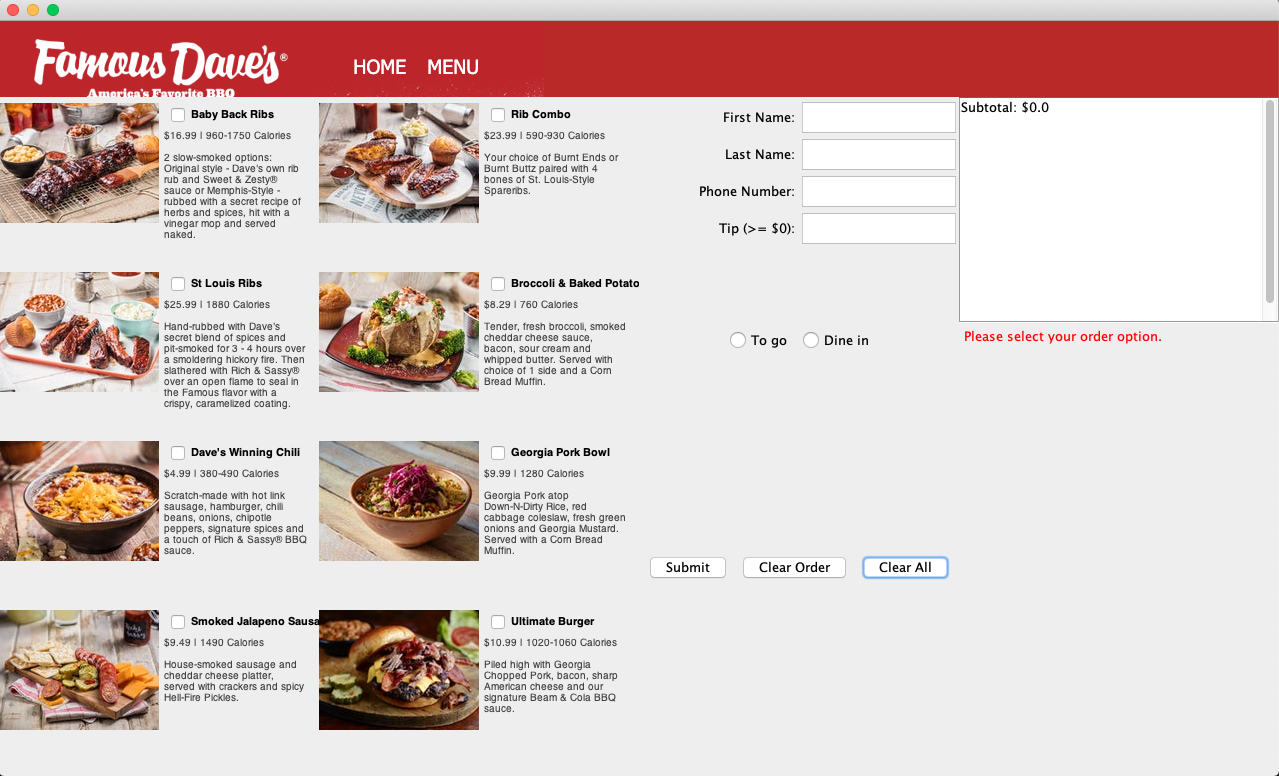 Famous Dave's®
America's Favorite BBQ
HOME MENU
Baby Back Ribs
$16.99 | 960-1750 Calories
2 slow-smoked options:
Original style - Dave's own rib
rub and Sweet & Zesty®
sauce or Memphis-Style -
rubbed with a secret recipe of
herbs and spices, hit with a
vinegar mop and served
naked.
Rib Combo
$23.99 | 590-930 Calories
Your choice of Burnt Ends or
Burnt Buttz paired with 4
bones of St. Louis-Style
Spareribs.
St Louis Ribs
$25.99 | 1880 Calories
Hand-rubbed with Dave's
secret blend of spices and
pit-smoked for 3 - 4 hours over
a smoldering hickory fire. Then
slathered with Rich & Sassy®
over an open flame to seal in
the Famous flavor with a
crispy, caramelized coating.
Broccoli & Baked Potato
$8.29 | 760 Calories
Tender, fresh broccoli, smoked
cheddar cheese sauce,
bacon, sour cream and
whipped butter. Served with
choice of 1 side and a Corn
Bread Muffin.
Dave's Winning Chili
$4.99 | 380-490 Calories
Scratch-made with hot link
sausage, hamburger, chili
beans, onions, chipotle
peppers, signature spices and
a touch of Rich & Sassy® BBQ
sauce.
Georgia Pork Bowl
$9.99 | 1280 Calories
Georgia Pork atop
Down-N-Dirty Rice, red
cabbage coleslaw, fresh green
onions and Georgia Mustard.
Served with a Corn Bread
Muffin.
Smoked Jalapeno Sausa
$9.49 | 1490 Calories
House-smoked sausage and
cheddar cheese platter,
served with crackers and spicy
Hell-Fire Pickles.
Ultimate Burger
$10.99 | 1020-1060 Calories
Piled high with Georgia
Chopped Pork, bacon, sharp
American cheese and our
signature Beam & Cola BBQ
sauce.
First Name:
Last Name:
Phone Number:
Tip (>= $0):
To go Dine in
Submit Clear Order Clear All
Subtotal: $0.0
Please select your order option.